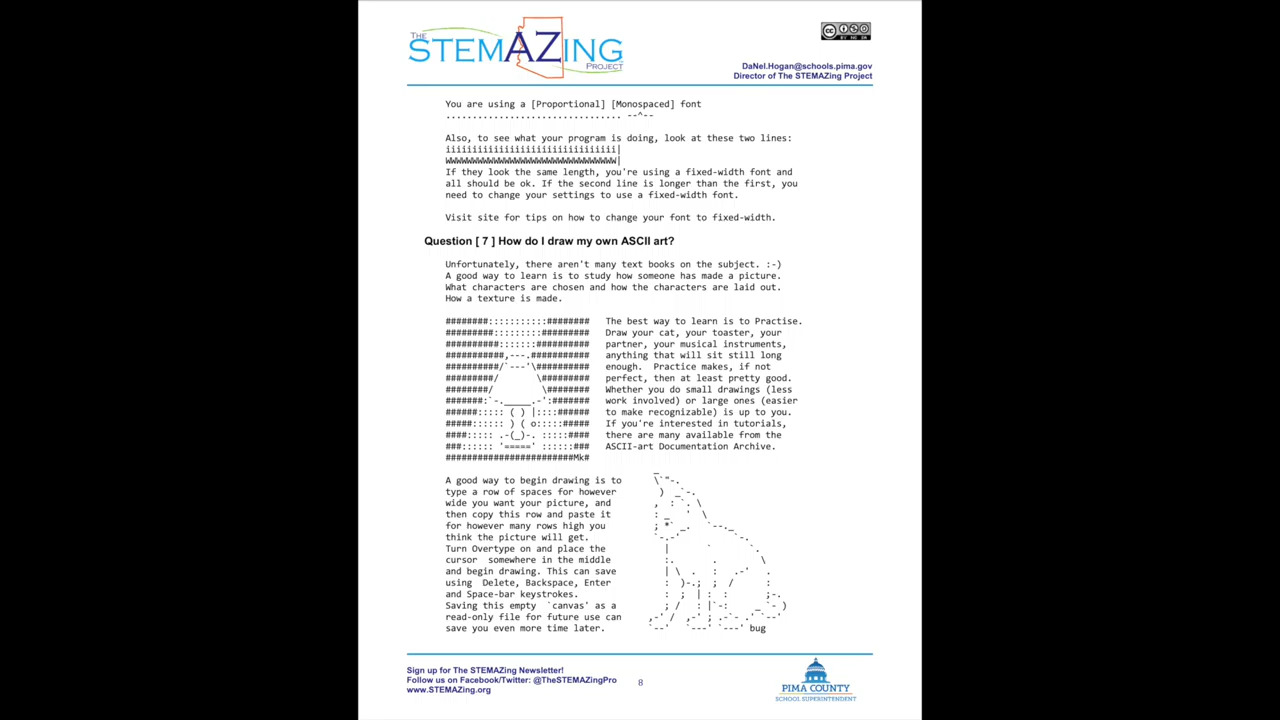 THE
STEMAZING
PROJECT
cc
BY NC SA
DaNel.Hogan@schools.pima.gov
Director of The STEMAZing Project
You are using a [Proportional] [Monospaced] font
............................... --^--
Also, to see what your program is doing, look at these two lines:
iiiiiiiiiiiiiiiiiiiiiiiiiiiiiiii|
WWWWWWWWWWWWWWWWWWWWWWWWWWWWWWWW|
If they look the same length, you're using a fixed-width font and
all should be ok. If the second line is longer than the first, you
need to change your settings to use a fixed-width font.
Visit site for tips on how to change your font to fixed-width.
Question [ 7 ] How do I draw my own ASCII art?
Unfortunately, there aren't many text books on the subject. :-)
A good way to learn is to study how someone has made a picture.
What characters are chosen and how the characters are laid out.
How a texture is made.
The best way to learn is to Practise.
Draw your cat, your toaster, your
partner, your musical instruments,
anything that will sit still long
enough.  Practice makes, if not
perfect, then at least pretty good.
Whether you do small drawings (less
work involved) or large ones (easier
to make recognizable) is up to you.
If you're interested in tutorials,
there are many available from the
ASCII-art Documentation Archive.
Mk
A good way to begin drawing is to
type a row of spaces for however
wide you want your picture, and
then copy this row and paste it
for however many rows high you
think the picture will get.
Turn Overtype on and place the
cursor  somewhere in the middle
and begin drawing. This can save
using  Delete, Backspace, Enter
and Space-bar keystrokes.
Saving this empty  `canvas' as a
read-only file for future use can
save you even more time later.
bug
Sign up for The STEMAZing Newsletter!
Follow us on Facebook/Twitter: @TheSTEMAZingPro
www.STEMAZing.org
8
PIMA COUNTY
SCHOOL SUPERINTENDENT